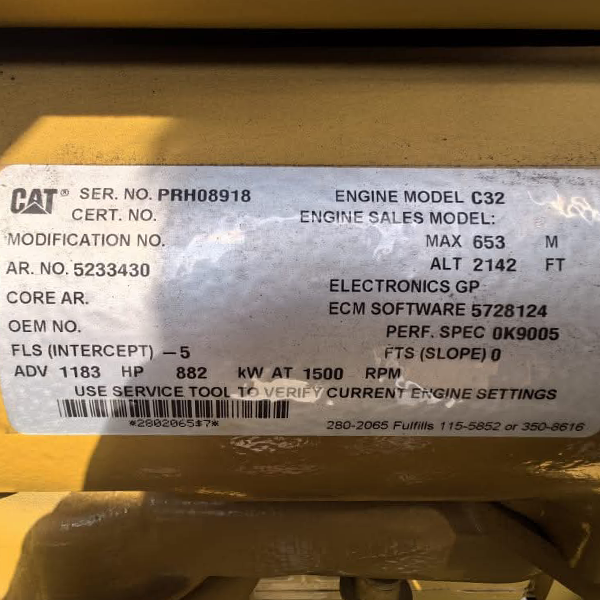 CAT® SER. NO. PRH08918 ENGINE MODEL C32
CERT. NO. ENGINE SALES MODEL:
MODIFICATION NO. MAX 653 M
AR. NO. 5233430 ALT 2142 FT
ELECTRONICS GP
CORE AR. ECM SOFTWARE 5728124
OEM NO. PERF. SPEC 0K9005
FLS (INTERCEPT) -5 FTS (SLOPE) 0
ADV 1183 HP 882 kW AT 1500 RPM
USE SERVICE TOOL TO VERIFY CURRENT ENGINE SETTINGS
*2802065$7* 280-2065 Fulfills 115-5852 or 350-8616